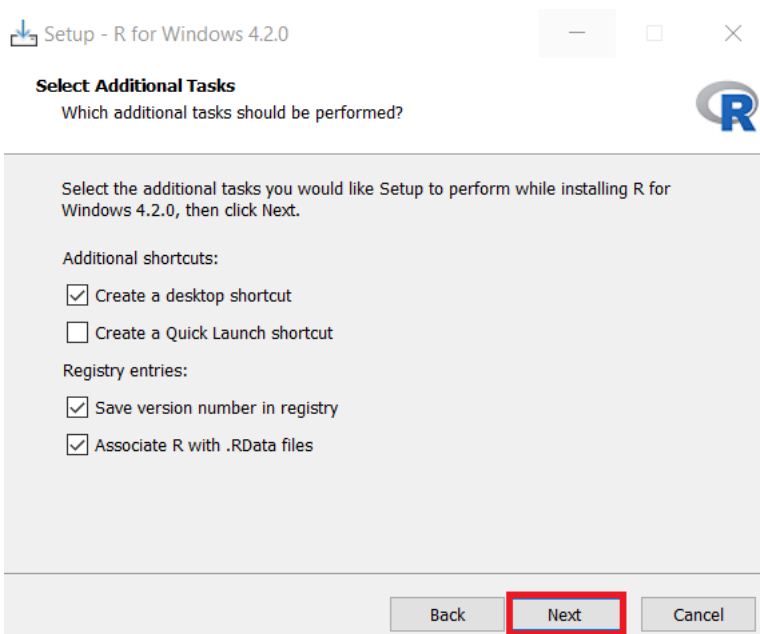 Setup - R for Windows 4.2.0
Select Additional Tasks
Which additional tasks should be performed?
R
Select the additional tasks you would like Setup to perform while installing R for
Windows 4.2.0, then click Next.
Additional shortcuts:
Create a desktop shortcut
Create a Quick Launch shortcut
Registry entries:
Save version number in registry
Associate R with .RData files
Back Next Cancel